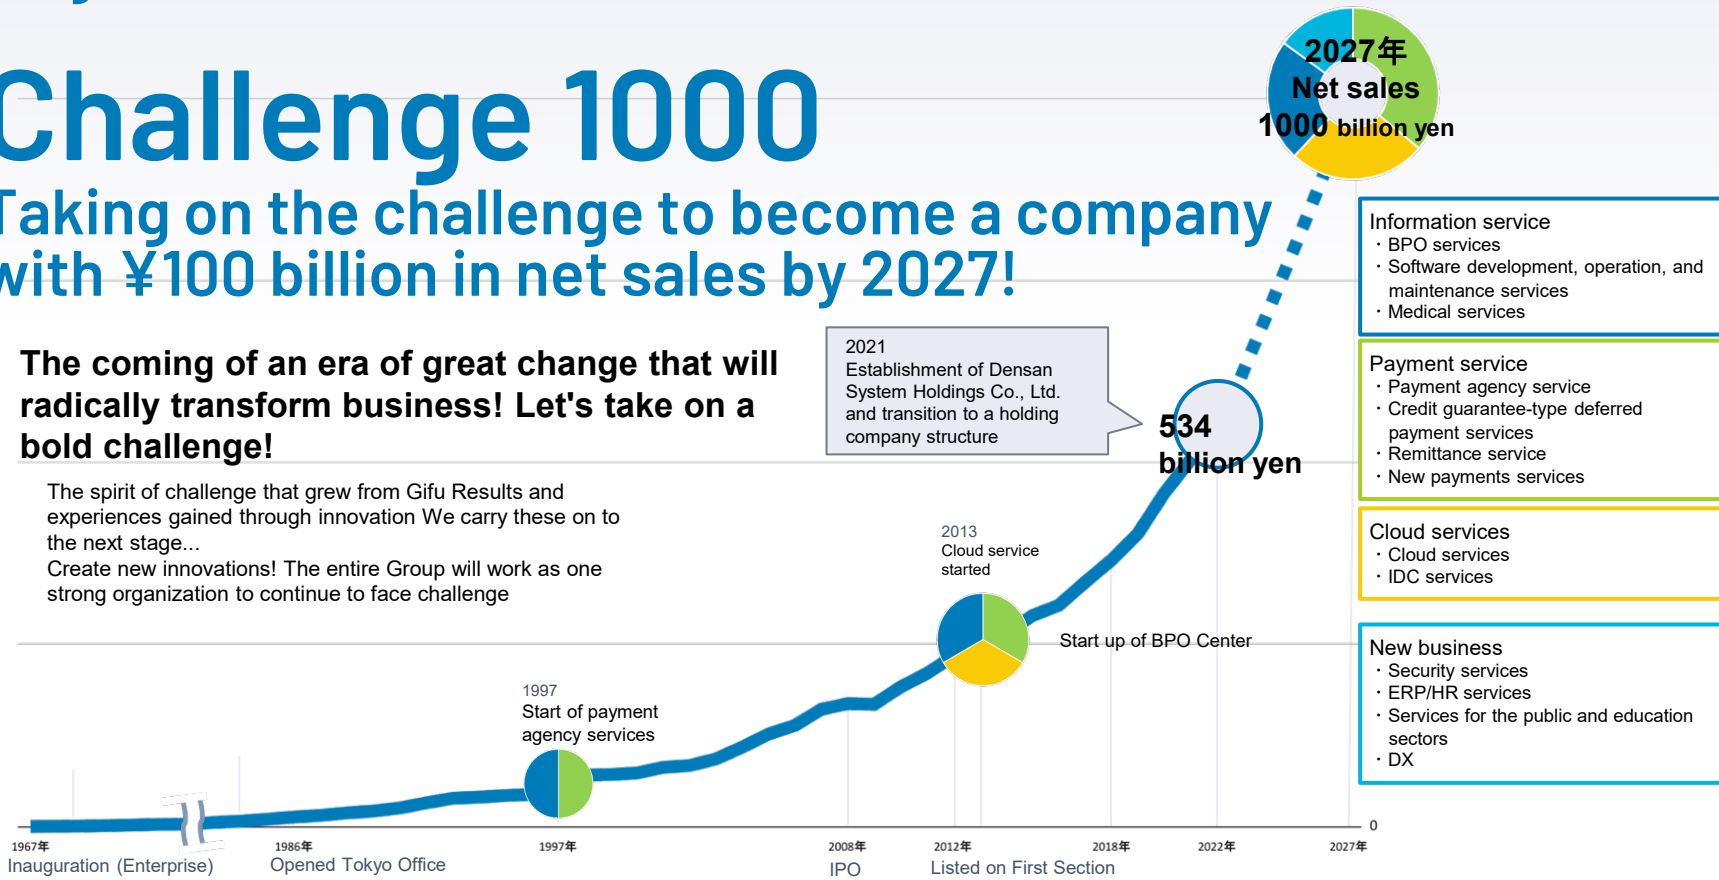 Challenge 1000
Taking on the challenge to become a company
with ¥100 billion in net sales by 2027!
The coming of an era of great change that will
radically transform business! Let's take on a
bold challenge!
The spirit of challenge that grew from Gifu Results and
experiences gained through innovation We carry these on to
the next stage...
Create new innovations! The entire Group will work as one
strong organization to continue to face challenge
2027年
Net sales
1000 billion yen
2021
Establishment of Densan
System Holdings Co., Ltd.
and transition to a holding
company structure
534
billion yen
2013
Cloud service
started
Start up of BPO Center
1997
Start of payment
agency services
Information service
・BPO services
・Software development, operation, and
maintenance services
・Medical services
Payment service
・Payment agency service
・Credit guarantee-type deferred
payment services
・Remittance service
・New payments services
Cloud services
・Cloud services
・IDC services
New business
・Security services
・ERP/HR services
・Services for the public and education
sectors
・DX
0
1967年
1986年
1997年
2008年
2012年
2018年
2022年
2027年
Inauguration (Enterprise)
Opened Tokyo Office
IPO
Listed on First Section